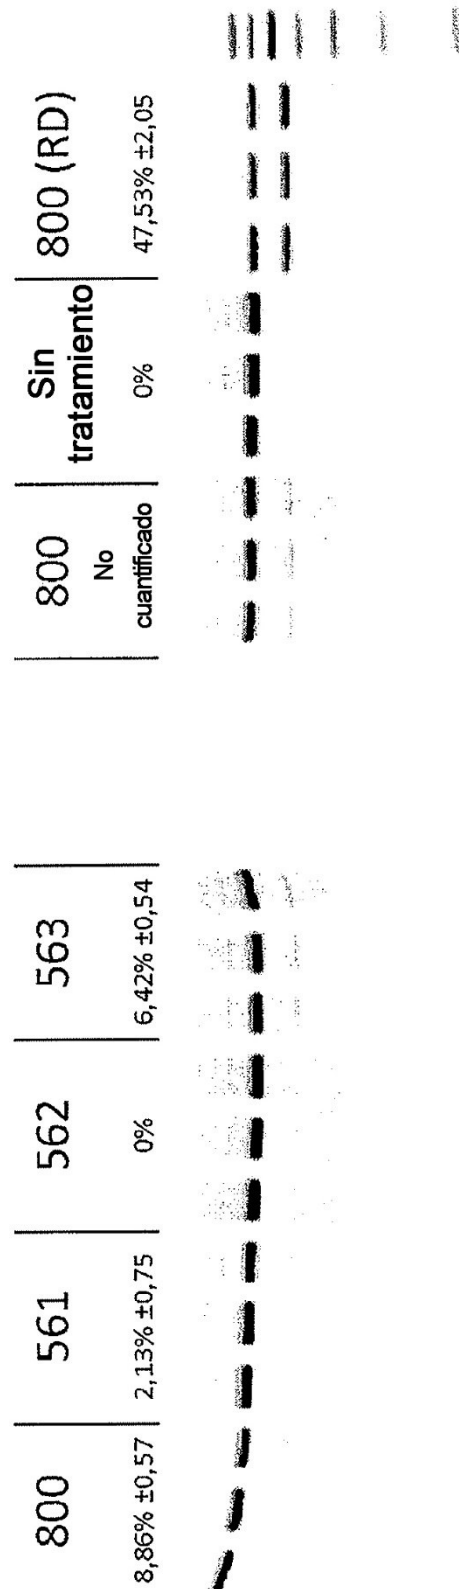 800
8,86% ±0,57
561
2,13% ±0,75
562
0%
563
6,42% ±0,54
800
No
cuantificado
Sin
tratamiento
0%
800 (RD)
47,53% ±2,05